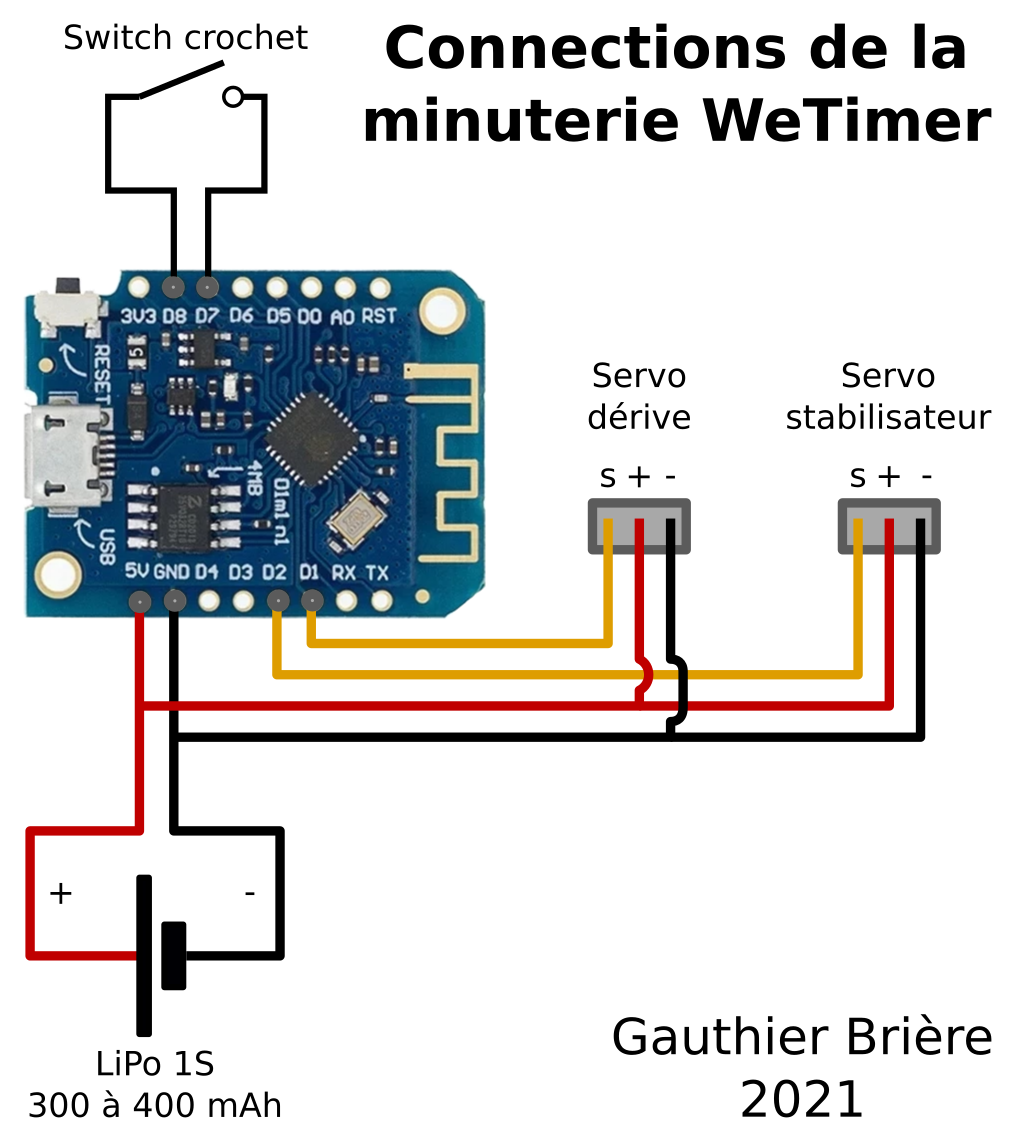 Switch crochet
Connections de la
minuterie WeTimer
3V3 D8 D7 D6 D5 D0 A0 RST
RESET
4MB
D1m1n1
USB
5V GND D4 D3 D2 D1 RX TX
Servo
dérive
s + -
Servo
stabilisateur
s + -
+ -
LiPo 1S
300 à 400 mAh
Gauthier Brière
2021